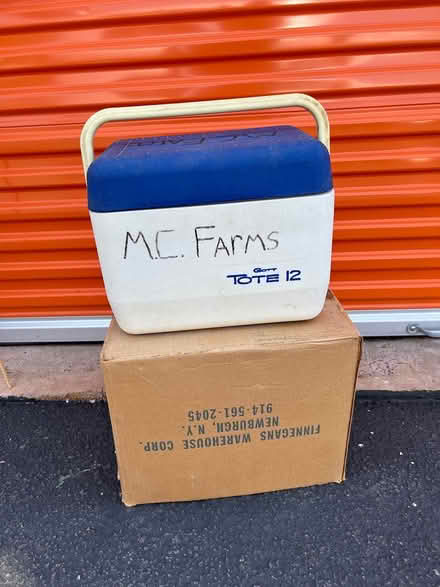 M.C. FARMS
GOTT
TOTE 12
FINNEGANS WAREHOUSE CORP.
NEWBURGH, N.Y.
914-561-2045